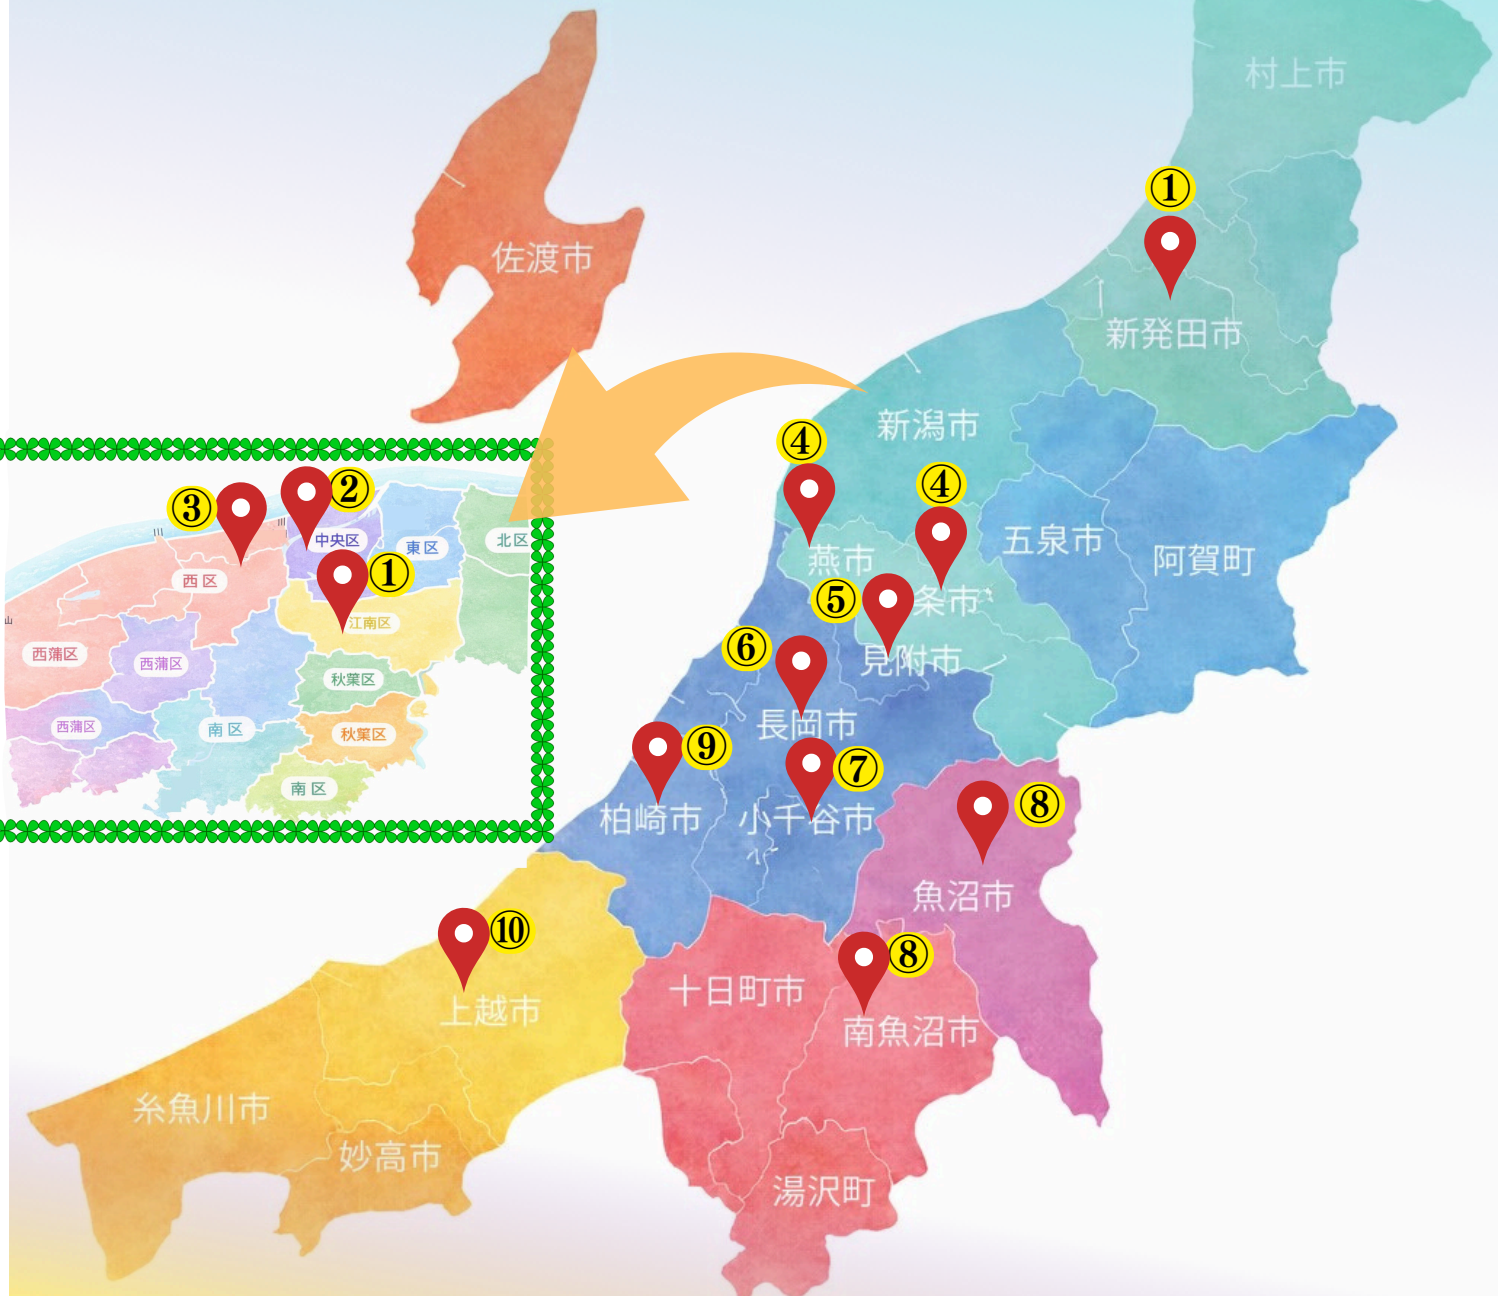 村上市
①
佐渡市
新発田市
新潟市
④
④
②
③
中央区
東区
北区
①
西区
江南区
西蒲区
西蒲区
秋葉区
西蒲区
南区
秋葉区
南区
燕市
五泉市
阿賀町
⑤
条市
⑥
見附市
長岡市
⑨
⑦
柏崎市
小千谷市
⑧
魚沼市
⑩
⑧
十日町市
上越市
南魚沼市
糸魚川市
妙高市
湯沢町